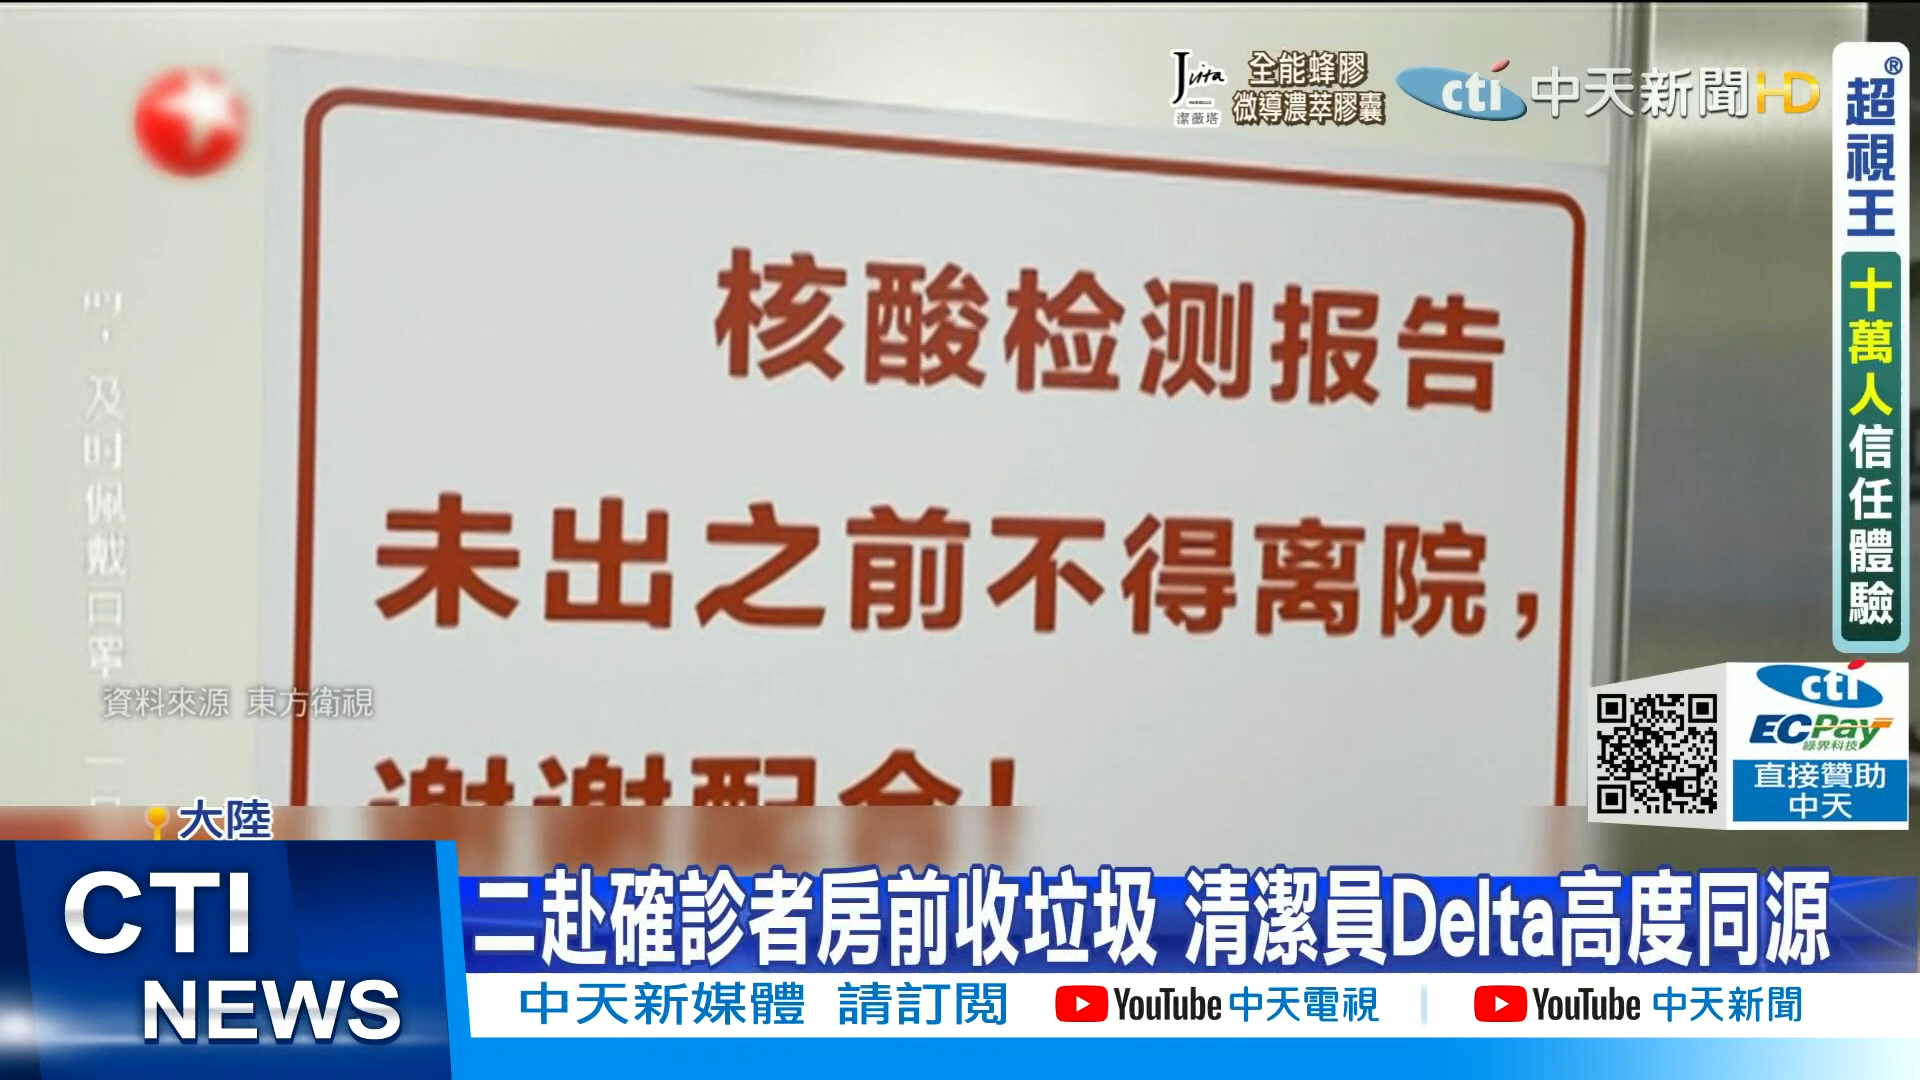 Jvita
潔薇塔
全能蜂膠
微導濃萃膠囊
cti 中天新聞HD
超視王®
十萬人信任體驗
核酸检测报告
未出之前不得离院，
谢谢配合！
及时佩戴口罩
資料來源 東方衛視
cti
ECPay
綠界科技
直接贊助
中天
大陸
CTI
NEWS
二赴確診者房前收垃圾 清潔員Delta高度同源
中天新媒體 請訂閱 YouTube 中天電視 YouTube 中天新聞